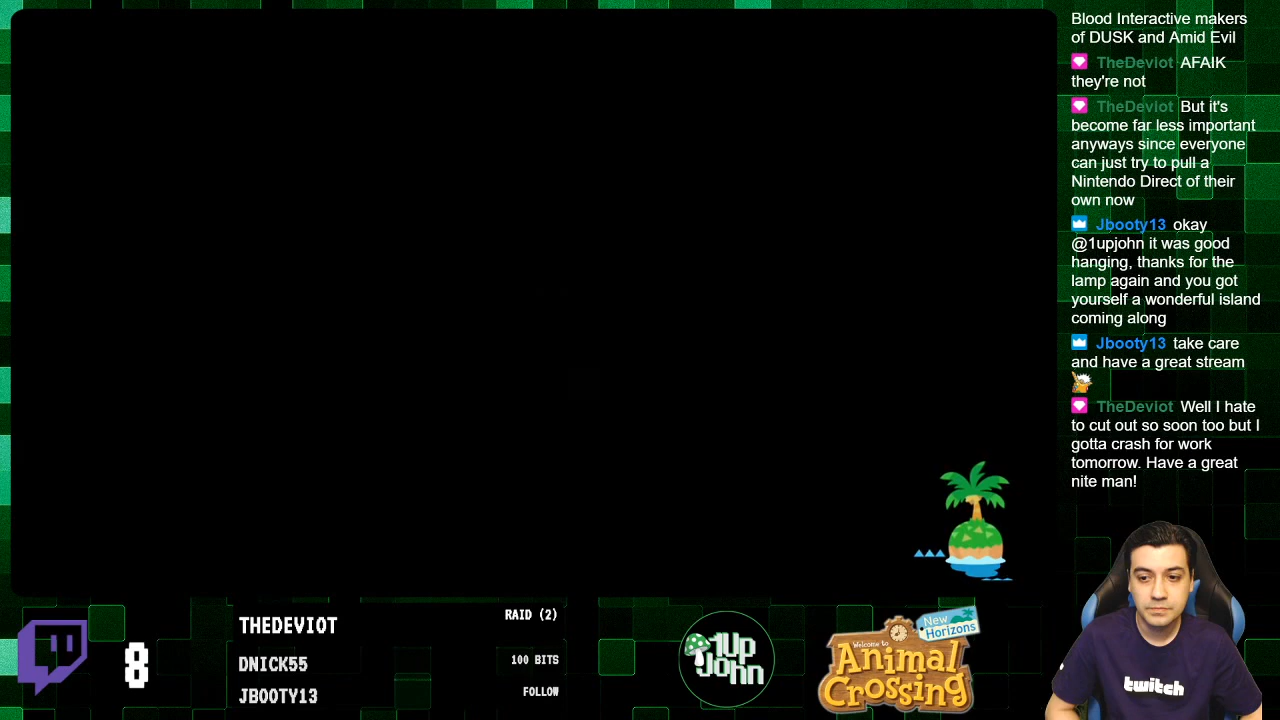 Blood Interactive makers
of DUSK and Amid Evil
TheDeviot AFAIK
they're not
TheDeviot But it's
become far less important
anyways since everyone
can just try to pull a
Nintendo Direct of their
own now
Jbooty13 okay
@1upjohn it was good
hanging, thanks for the
lamp again and you got
yourself a wonderful island
coming along
Jbooty13 take care
and have a great stream
TheDeviot Well I hate
to cut out so soon too but I
gotta crash for work
tomorrow. Have a great
nite man!
8
THEDEVIOT RAID (2)
DNICK55 100 BITS
JBOOTY13 FOLLOW
1Up
John
New
Horizons
Welcome to
Animal
Crossing
twitch